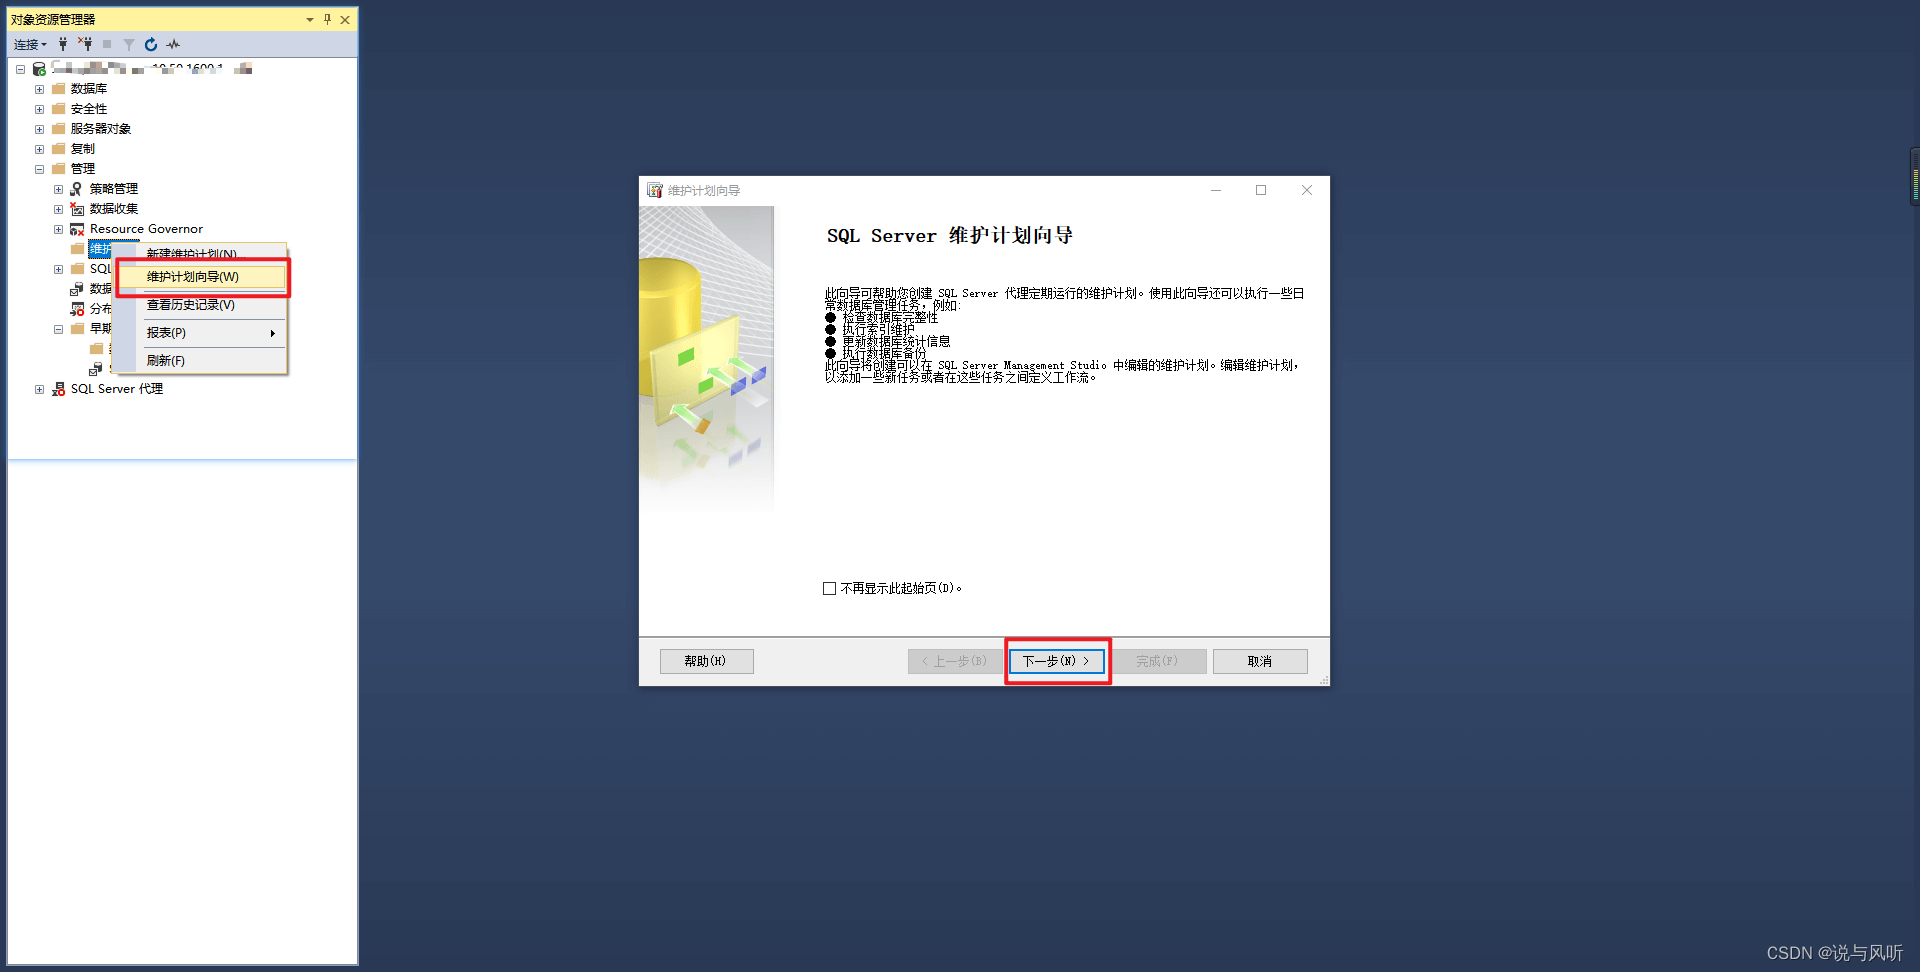 对象资源管理器
连接
数据库
安全性
服务器对象
复制
管理
策略管理
数据收集
Resource Governor
维护
新建维护计划(N)...
SQL
维护计划向导(W)
数据
分布
查看历史记录(V)
早期
报表(P)
刷新(F)
SQL Server 代理
维护计划向导
SQL Server 维护计划向导
此向导可帮助您创建 SQL Server 代理定期运行的维护计划。使用此向导还可以执行一些日
常数据库管理任务，例如:
● 检查数据库完整性
● 执行索引维护
● 更新数据库统计信息
● 执行数据库备份
此向导将创建可以在 SQL Server Management Studio 中编辑的维护计划。编辑维护计划，
以添加一些新任务或者在这些任务之间定义工作流。
不再显示此起始页(D)。
帮助(H)
< 上一步(B)
下一步(N) >
完成(F)
取消
CSDN @说与风听